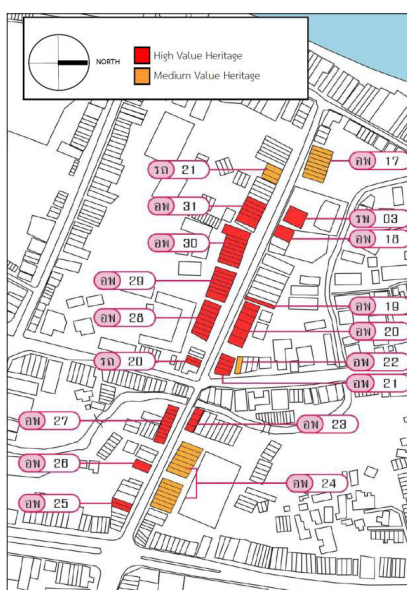 NORTH
High Value Heritage
Medium Value Heritage
อพ 17
รถ 21
อพ 31
รพ 03
อพ 18
อพ 30
อพ 29
อพ 19
อพ 28
อพ 20
รถ 20
อพ 22
อพ 21
อพ 27
อพ 23
อพ 26
อพ 24
อพ 25